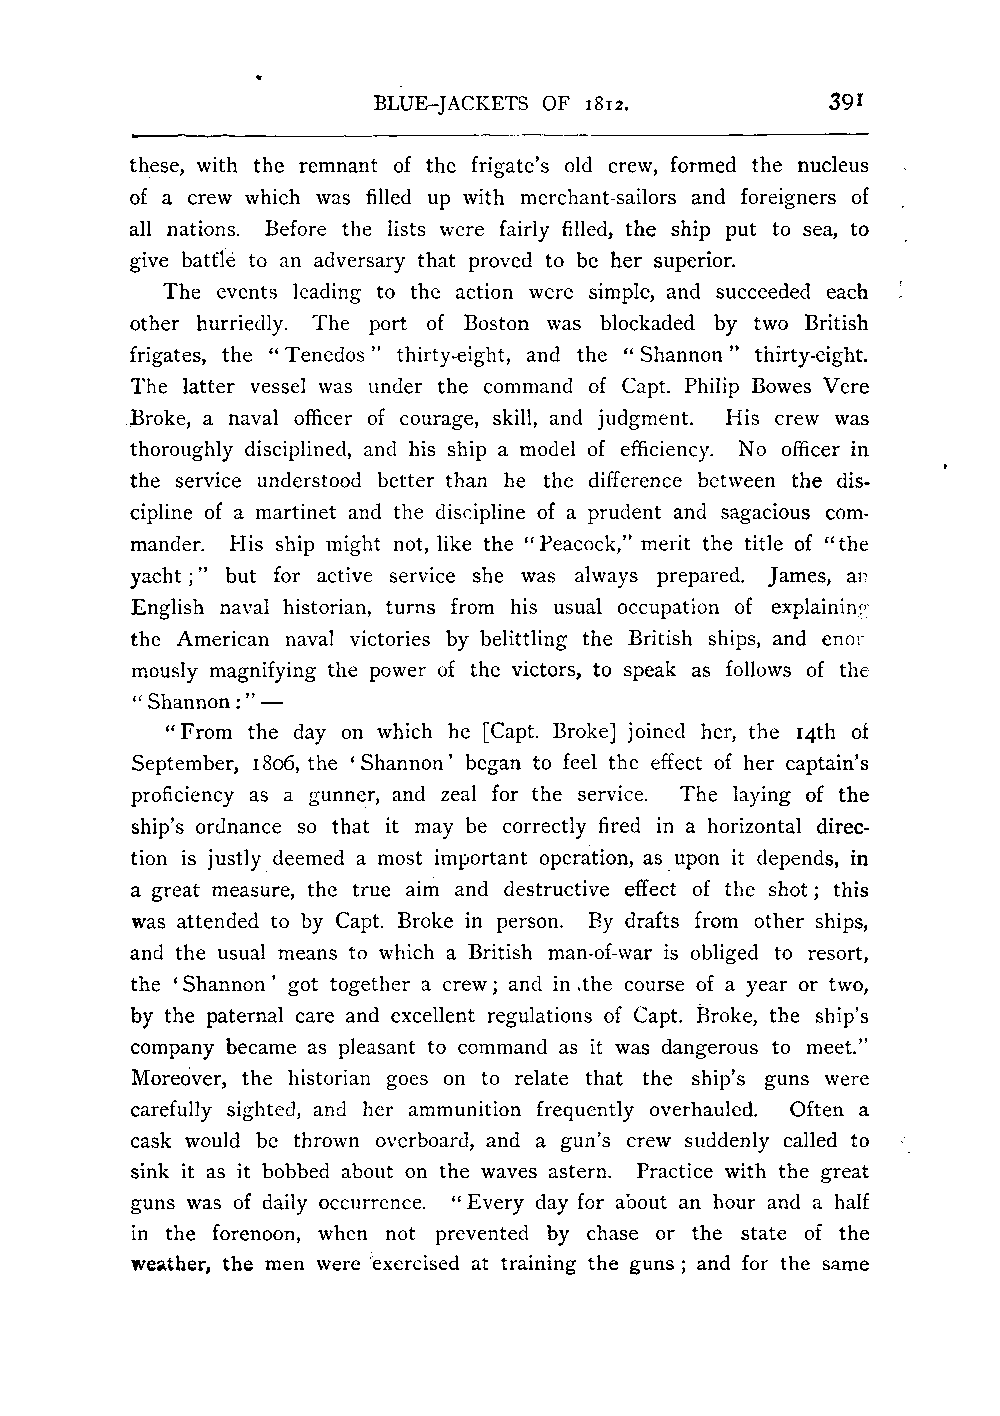 BLUE-JACKETS OF 1812. 391
these, with the remnant of the frigate's old crew, formed the nucleus
of a crew which was filled up with merchant-sailors and foreigners of
all nations. Before the lists were fairly filled, the ship put to sea, to
give battle to an adversary that proved to be her superior.
The events leading to the action were simple, and succeeded each
other hurriedly. The port of Boston was blockaded by two British
frigates, the "Tenedos" thirty-eight, and the "Shannon" thirty-eight.
The latter vessel was under the command of Capt. Philip Bowes Vere
Broke, a naval officer of courage, skill, and judgment. His crew was
thoroughly disciplined, and his ship a model of efficiency. No officer in
the service understood better than he the difference between the dis-
cipline of a martinet and the discipline of a prudent and sagacious com-
mander. His ship might not, like the "Peacock," merit the title of "the
yacht;" but for active service she was always prepared. James, an
English naval historian, turns from his usual occupation of explaining
the American naval victories by belittling the British ships, and enor
mously magnifying the power of the victors, to speak as follows of the
"Shannon:" —
"From the day on which he [Capt. Broke] joined her, the 14th of
September, 1806, the 'Shannon' began to feel the effect of her captain's
proficiency as a gunner, and zeal for the service. The laying of the
ship's ordnance so that it may be correctly fired in a horizontal direc-
tion is justly deemed a most important operation, as upon it depends, in
a great measure, the true aim and destructive effect of the shot; this
was attended to by Capt. Broke in person. By drafts from other ships,
and the usual means to which a British man-of-war is obliged to resort,
the 'Shannon' got together a crew; and in the course of a year or two,
by the paternal care and excellent regulations of Capt. Broke, the ship's
company became as pleasant to command as it was dangerous to meet."
Moreover, the historian goes on to relate that the ship's guns were
carefully sighted, and her ammunition frequently overhauled. Often a
cask would be thrown overboard, and a gun's crew suddenly called to
sink it as it bobbed about on the waves astern. Practice with the great
guns was of daily occurrence. "Every day for about an hour and a half
in the forenoon, when not prevented by chase or the state of the
weather, the men were exercised at training the guns; and for the same